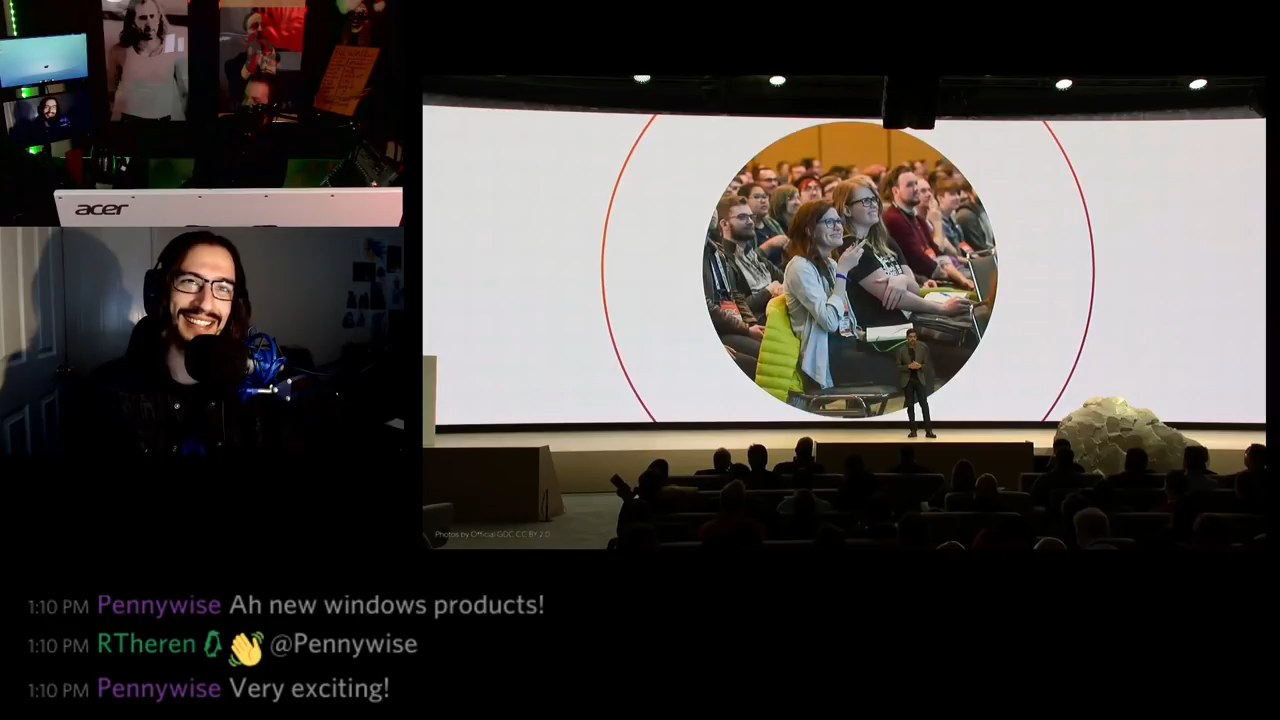 acer
Photos by Official GDC CC BY 2.0
1:10 PM Pennywise Ah new windows products!
1:10 PM RTheren @Pennywise
1:10 PM Pennywise Very exciting!